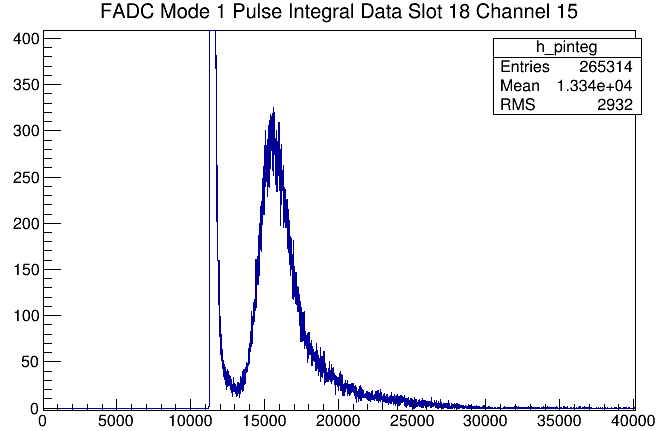 FADC Mode 1 Pulse Integral Data Slot 18 Channel 15
h_pinteg
Entries 265314
Mean 1.334e+04
RMS 2932
400
350
300
250
200
150
100
50
0
0 5000 10000 15000 20000 25000 30000 35000 40000